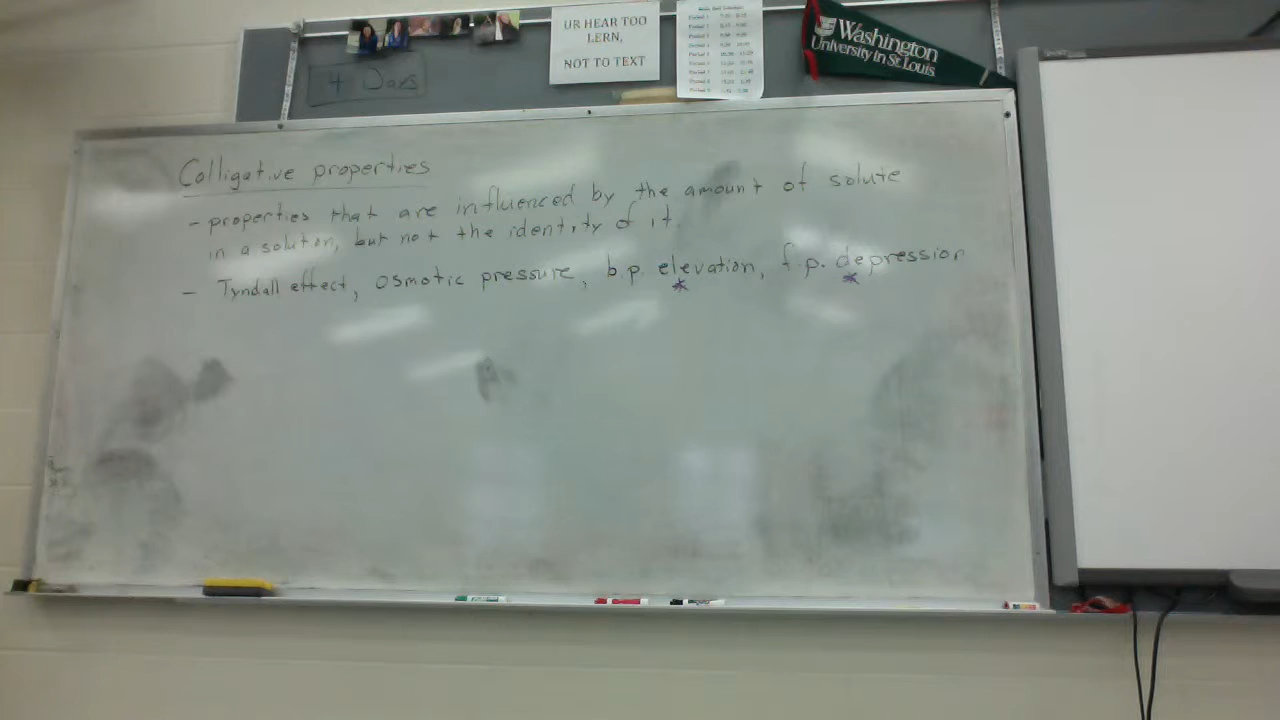 UR HEAR TOO
LERN,
NOT TO TEXT
Washington
University in St. Louis
4 Days
Colligative properties
- properties that are influenced by the amount of solute
in a solution, but not the identity of it.
- Tyndall effect, osmotic pressure, b.p. elevation, f.p. depression